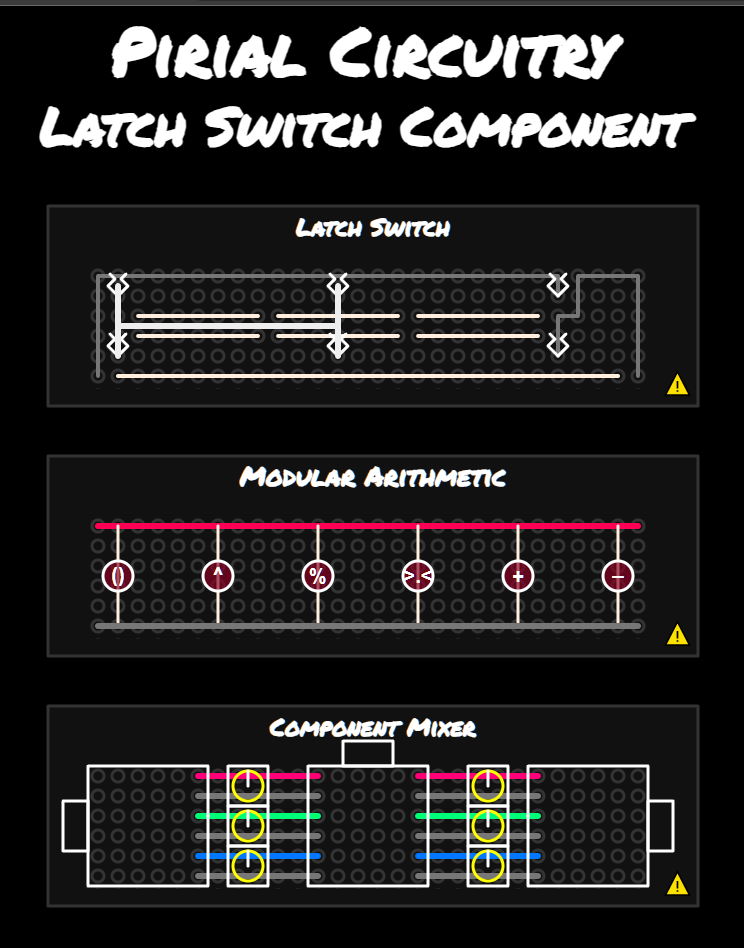 Pirial Circuitry
Latch Switch Component
Latch Switch
Modular Arithmetic
() ^ % >.< + −
Component Mixer